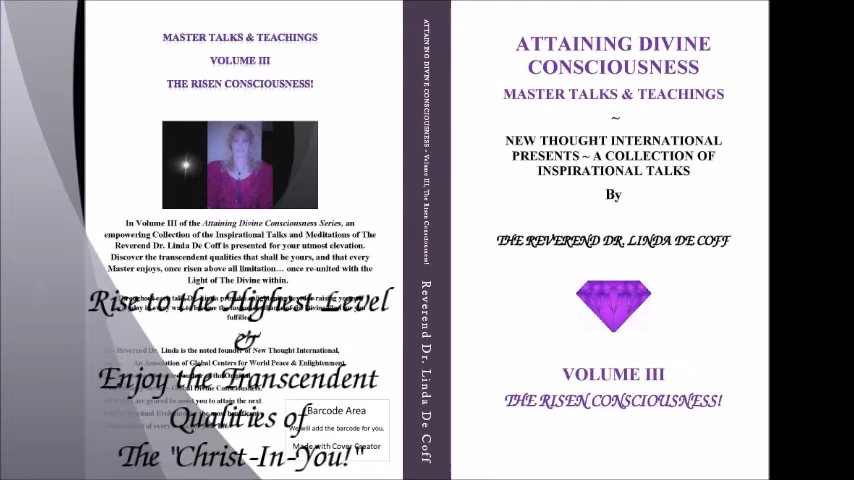 MASTER TALKS & TEACHINGS
VOLUME III
THE RISEN CONSCIOUSNESS!
In Volume III of the Attaining Divine Consciousness Series, an
empowering Collection of the Inspirational Talks and Meditations of The
Reverend Dr. Linda De Coff is presented for your utmost elevation.
Discover the transcendent qualities that shall be yours, and that every
Master enjoys, once risen above all limitation… once re-united with the
Light of The Divine within.
fulfilled
Reverend Dr. Linda is the noted founder of New Thought International,
An Association of Global Centers for World Peace & Enlightenment
Rise to the Highest Level
&
Enjoy the Transcendent
Qualities of
The "Christ-In-You!"
Barcode Area
We will add the barcode for you.
Made with Cover Creator
ATTAINING DIVINE CONSCIOUSNESS ~ Volume III, The Risen Consciousness!
Reverend Dr. Linda De Coff
ATTAINING DIVINE
CONSCIOUSNESS
MASTER TALKS & TEACHINGS
~
NEW THOUGHT INTERNATIONAL
PRESENTS ~ A COLLECTION OF
INSPIRATIONAL TALKS
By
THE REVEREND DR. LINDA DE COFF
VOLUME III
THE RISEN CONSCIOUSNESS!